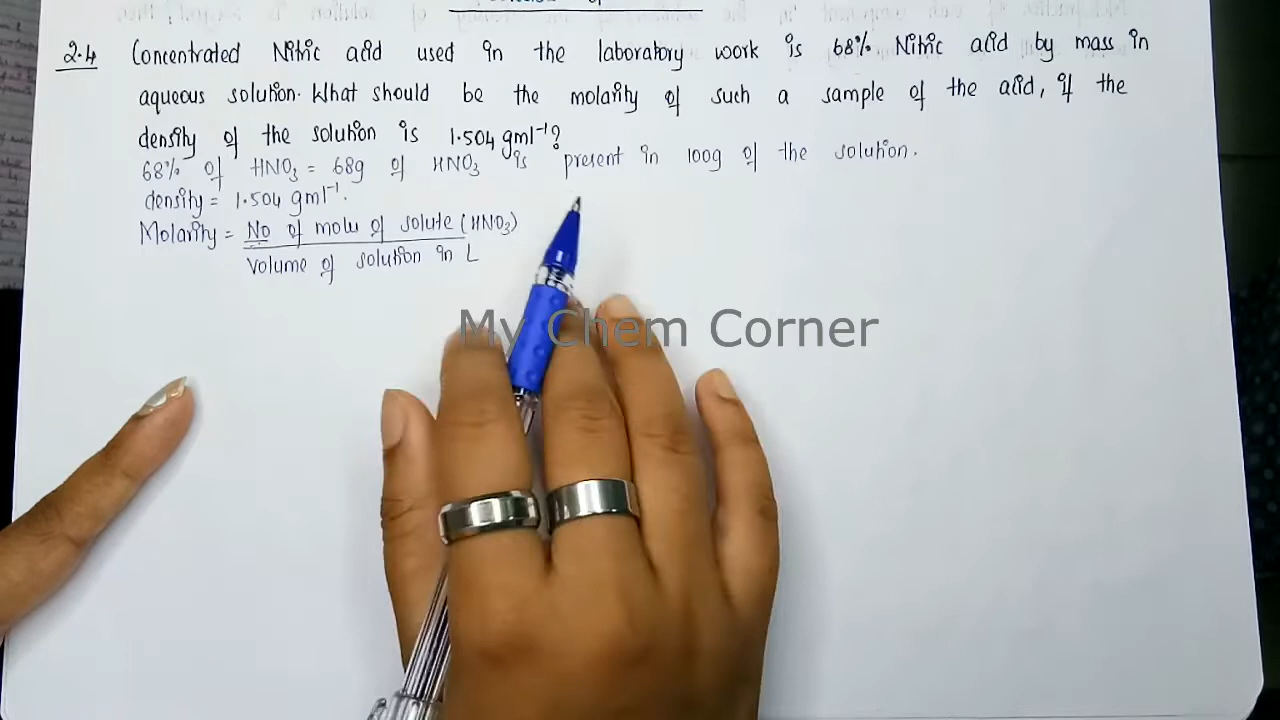 2.4 Concentrated Nitric acid used in the laboratory work is 68% Nitric acid by mass in
aqueous solution. What should be the molarity of such a sample of the acid, if the
density of the solution is 1.504 gml⁻¹?
68% of HNO₃ = 68g of HNO₃ is present in 100g of the solution.
density = 1.504 gml⁻¹.
Molarity = No of moles of solute (HNO₃)
Volume of solution in L
My Chem Corner